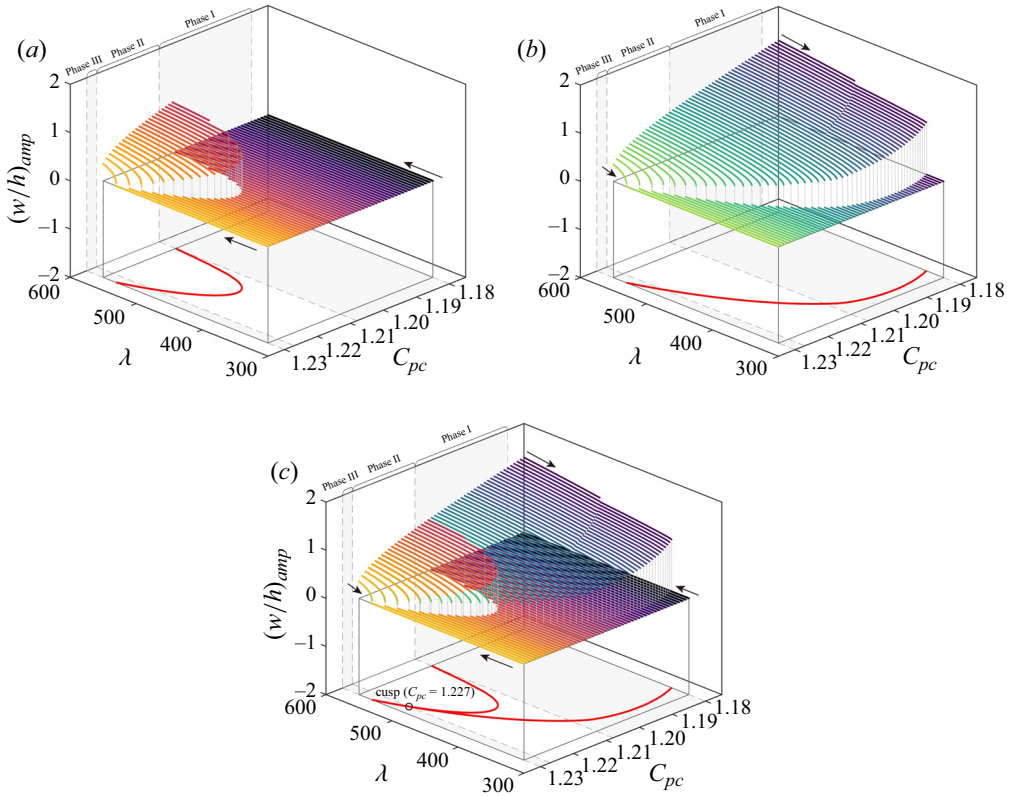 (a)
Phase III
Phase II
Phase I
2
1
0
−1
−2
(w/h)amp
600
500
400
300
λ
1.23
1.22
1.21
1.20
1.19
1.18
Cpc
(b)
Phase III
Phase II
Phase I
2
1
0
−1
−2
600
500
400
300
λ
1.23
1.22
1.21
1.20
1.19
1.18
Cpc
(c)
Phase III
Phase II
Phase I
2
1
0
−1
−2
(w/h)amp
cusp (Cpc = 1.227)
600
500
400
300
λ
1.23
1.22
1.21
1.20
1.19
1.18
Cpc